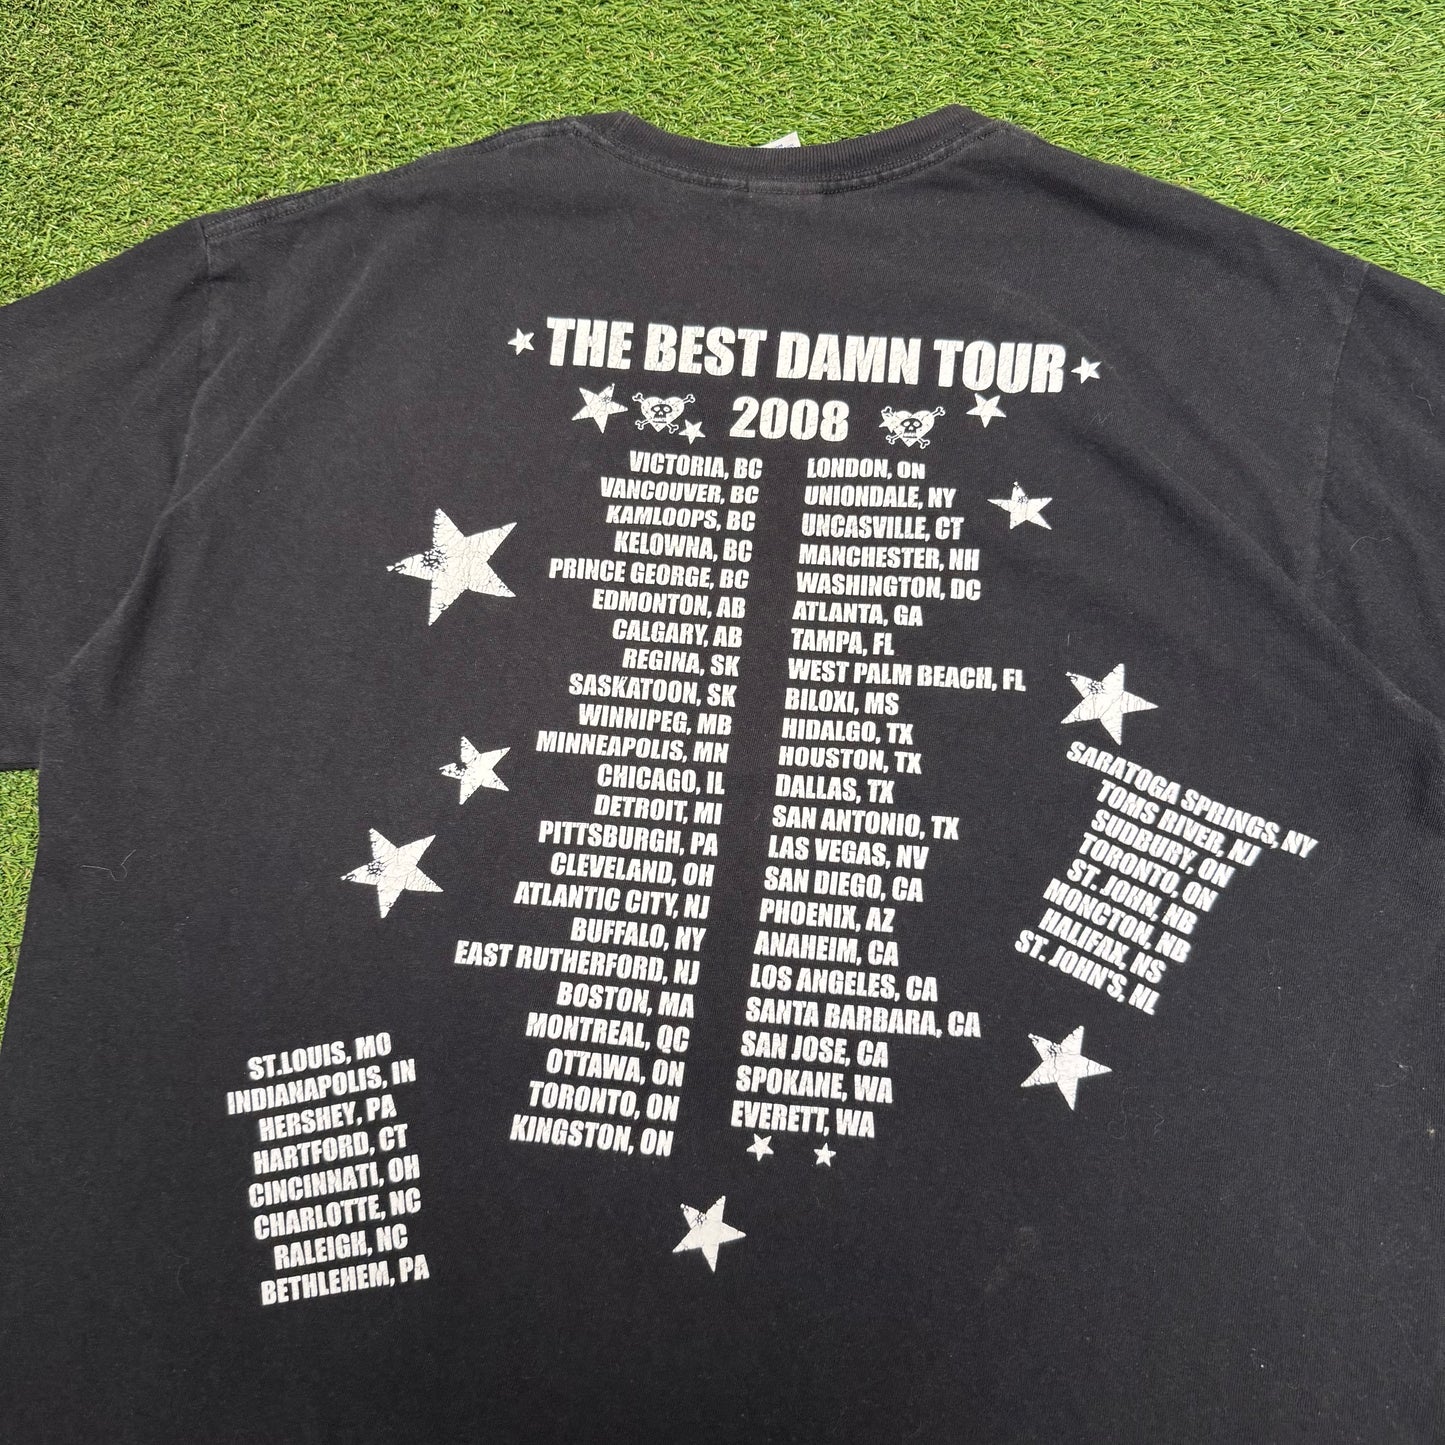 THE BEST DAMN TOUR
2008
VICTORIA, BC
VANCOUVER, BC
KAMLOOPS, BC
KELOWNA, BC
PRINCE GEORGE, BC
EDMONTON, AB
CALGARY, AB
REGINA, SK
SASKATOON, SK
WINNIPEG, MB
MINNEAPOLIS, MN
CHICAGO, IL
DETROIT, MI
PITTSBURGH, PA
CLEVELAND, OH
ATLANTIC CITY, NJ
BUFFALO, NY
EAST RUTHERFORD, NJ
BOSTON, MA
MONTREAL, QC
OTTAWA, ON
TORONTO, ON
KINGSTON, ON
LONDON, ON
UNIONDALE, NY
UNCASVILLE, CT
MANCHESTER, NH
WASHINGTON, DC
ATLANTA, GA
TAMPA, FL
WEST PALM BEACH, FL
BILOXI, MS
HIDALGO, TX
HOUSTON, TX
DALLAS, TX
SAN ANTONIO, TX
LAS VEGAS, NV
SAN DIEGO, CA
PHOENIX, AZ
ANAHEIM, CA
LOS ANGELES, CA
SANTA BARBARA, CA
SAN JOSE, CA
SPOKANE, WA
EVERETT, WA
SARATOGA SPRINGS, NY
TOMS RIVER, NJ
SUDBURY, ON
TORONTO, ON
ST. JOHN, NB
MONCTON, NB
HALIFAX, NS
ST. JOHN'S, NL
ST.LOUIS, MO
INDIANAPOLIS, IN
HERSHEY, PA
HARTFORD, CT
CINCINNATI, OH
CHARLOTTE, NC
RALEIGH, NC
BETHLEHEM, PA